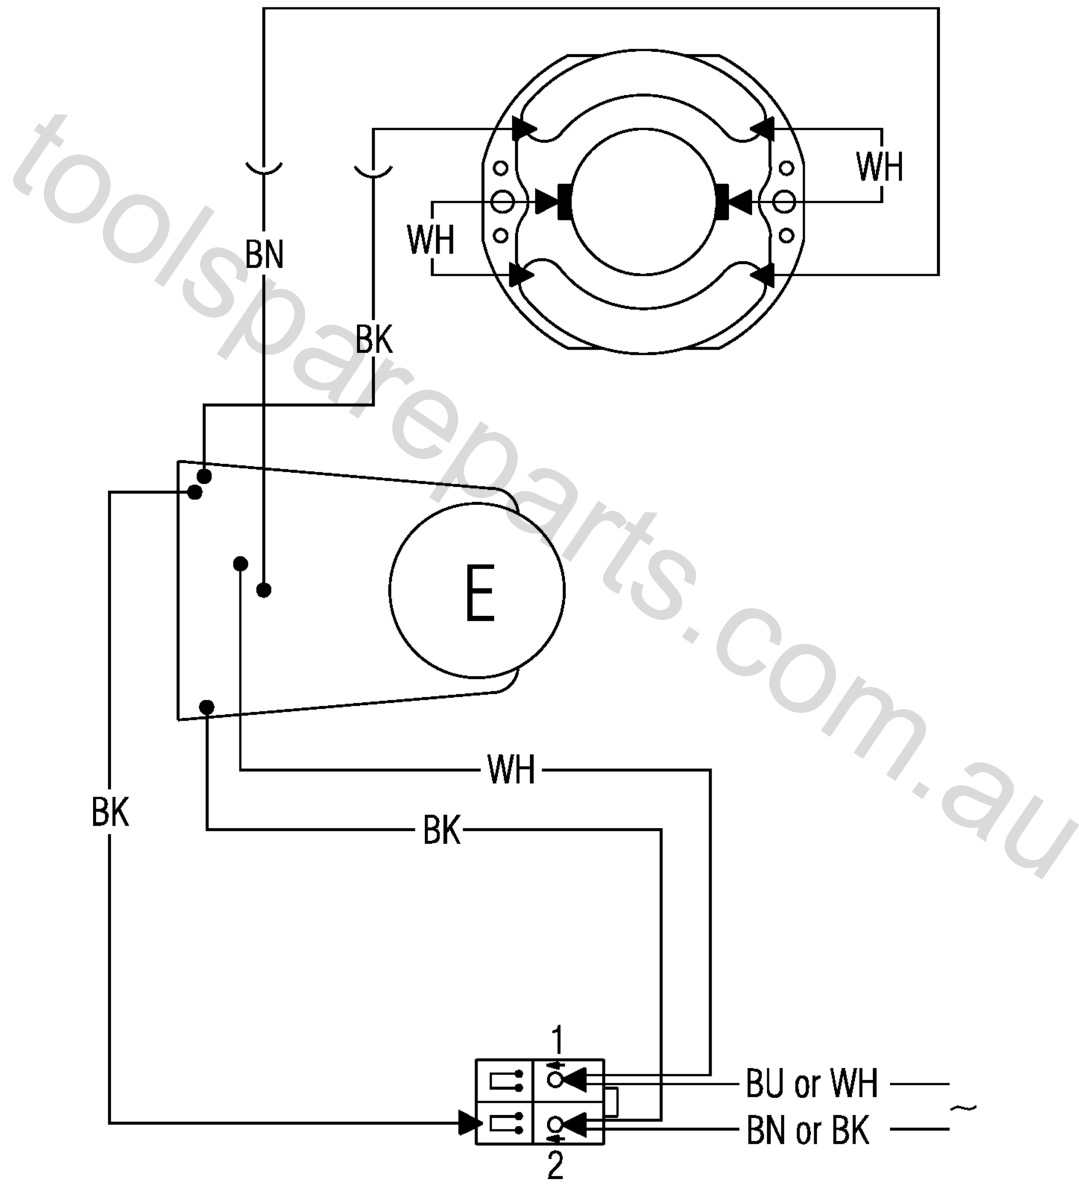 WH
WH
BN
BK
E
WH
BK
BK
1
BU or WH
~
BN or BK
2
toolspareparts.com.au